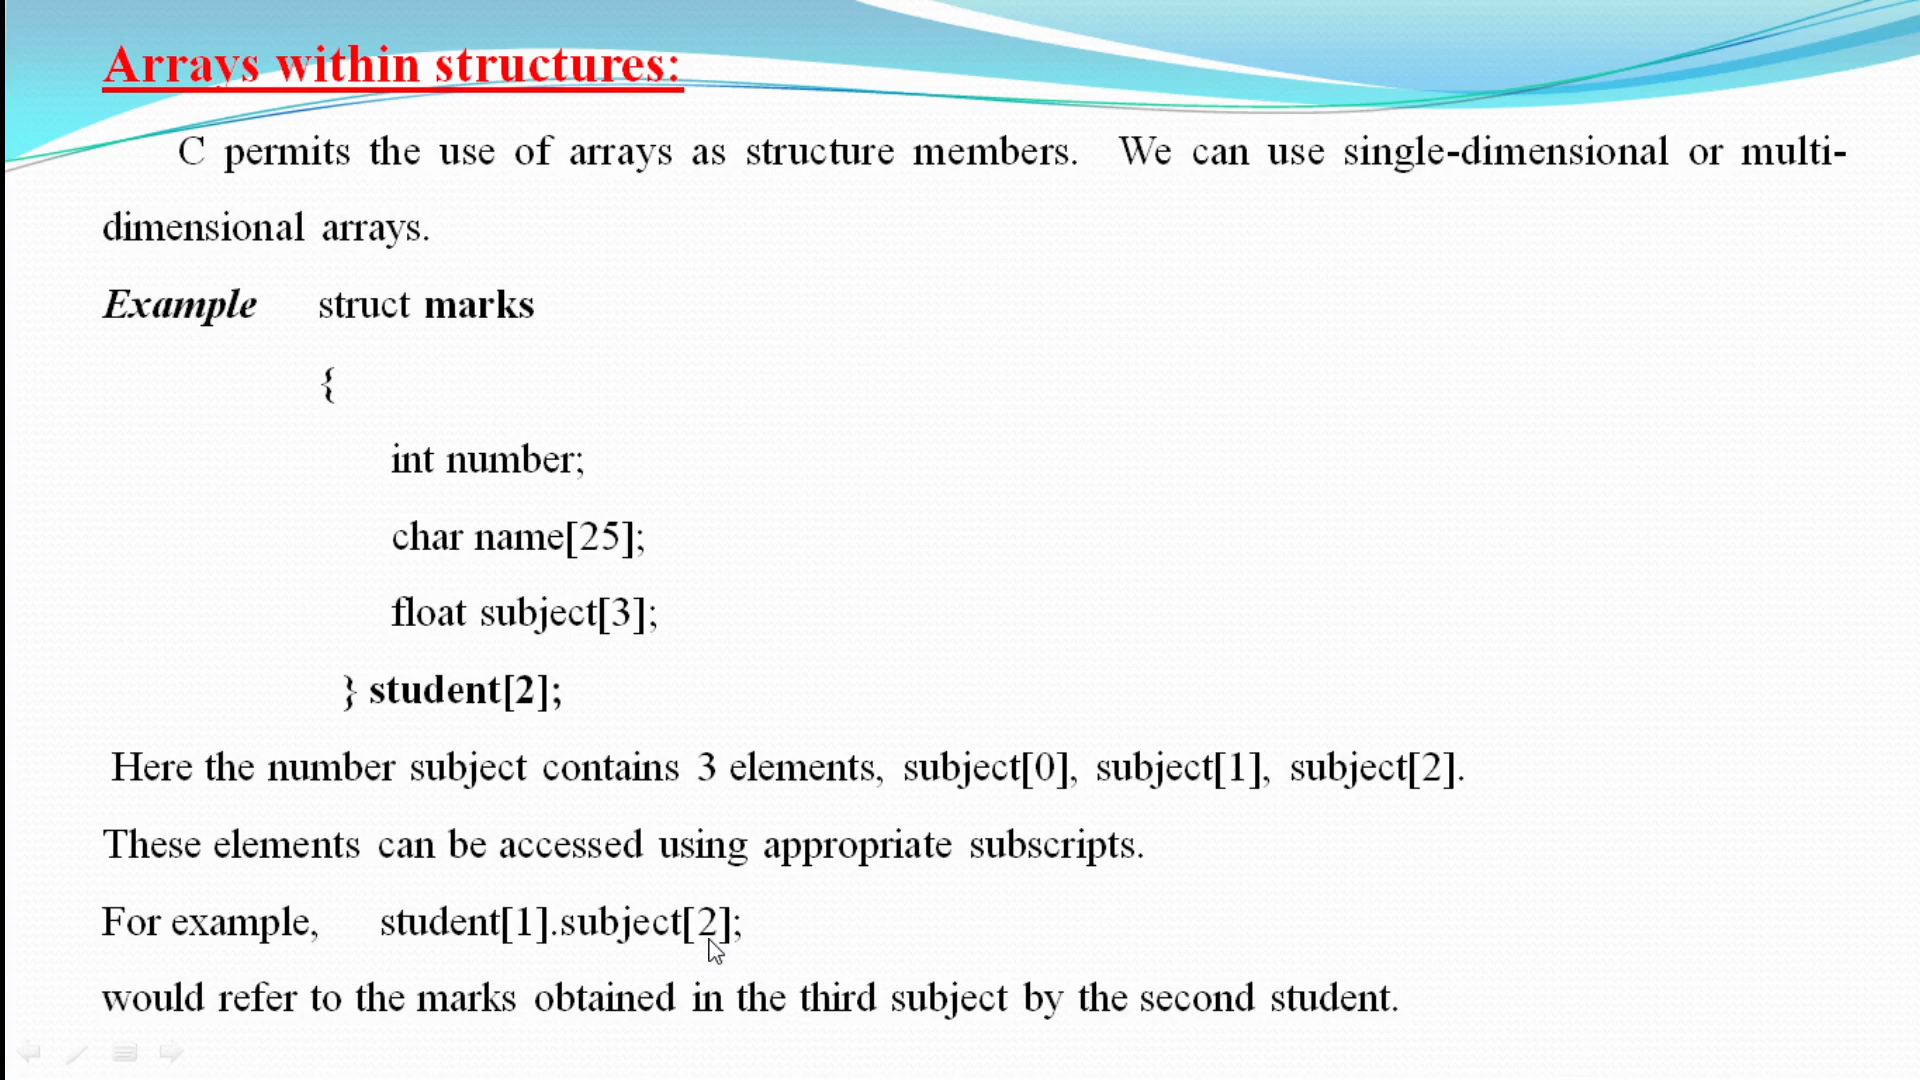 Arrays within structures:
C permits the use of arrays as structure members. We can use single-dimensional or multi-
dimensional arrays.
Example struct marks
{
int number;
char name[25];
float subject[3];
} student[2];
Here the number subject contains 3 elements, subject[0], subject[1], subject[2].
These elements can be accessed using appropriate subscripts.
For example, student[1].subject[2];
would refer to the marks obtained in the third subject by the second student.